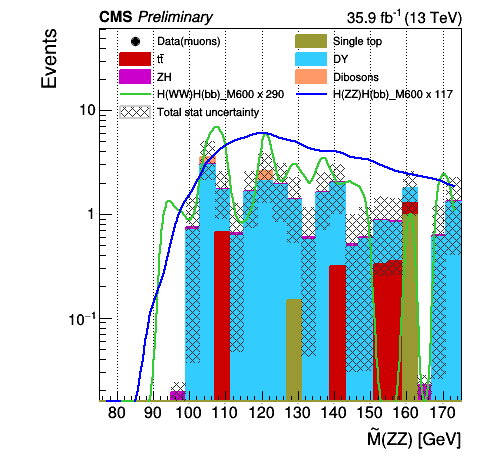 CMS Preliminary 35.9 fb⁻¹ (13 TeV)
Events
Data(muons) Single top
tt̄ DY
ZH Dibosons
H(WW)H(bb)_M600 x 290 H(ZZ)H(bb)_M600 x 117
Total stat uncertainty
10
1
10⁻¹
80 90 100 110 120 130 140 150 160 170
M̃(ZZ) [GeV]